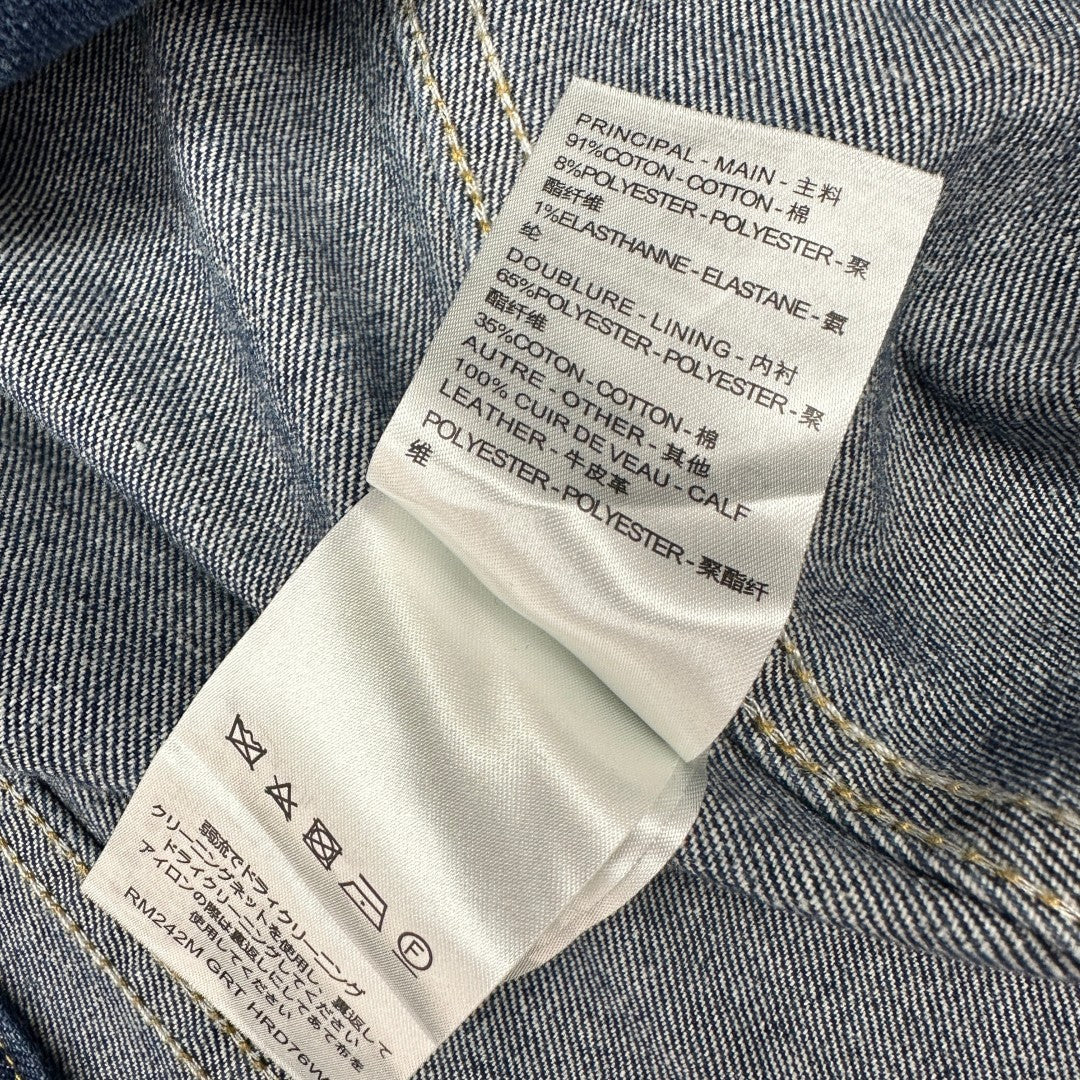 PRINCIPAL - MAIN - 主料
91%COTON - COTTON - 棉
8%POLYESTER - POLYESTER - 聚
酯纤维
1%ELASTHANNE - ELASTANE - 氨
纶
DOUBLURE - LINING - 内衬
65%POLYESTER - POLYESTER - 聚
酯纤维
35%COTON - COTTON - 棉
AUTRE - OTHER - 其他
100% CUIR DE VEAU - CALF
LEATHER - 牛皮革
POLYESTER - POLYESTER - 聚酯纤
维
F
弱流でドライクリーニング
クリーニングネットを使用し、裏返して
ドライクリーニングしてください
アイロンの際は裏返しにしてあて布を
使用してください
RM242M GRT HRD76W